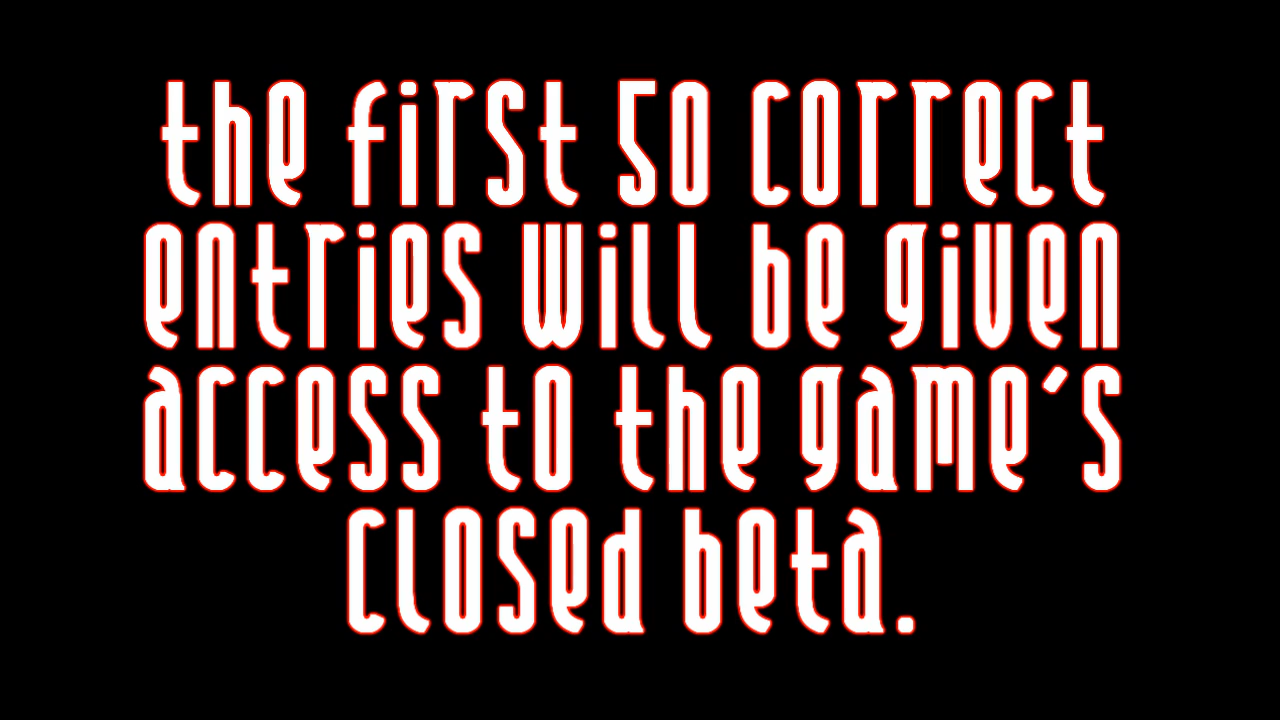 the first 50 correct
entries will be given
access to the game's
closed beta.